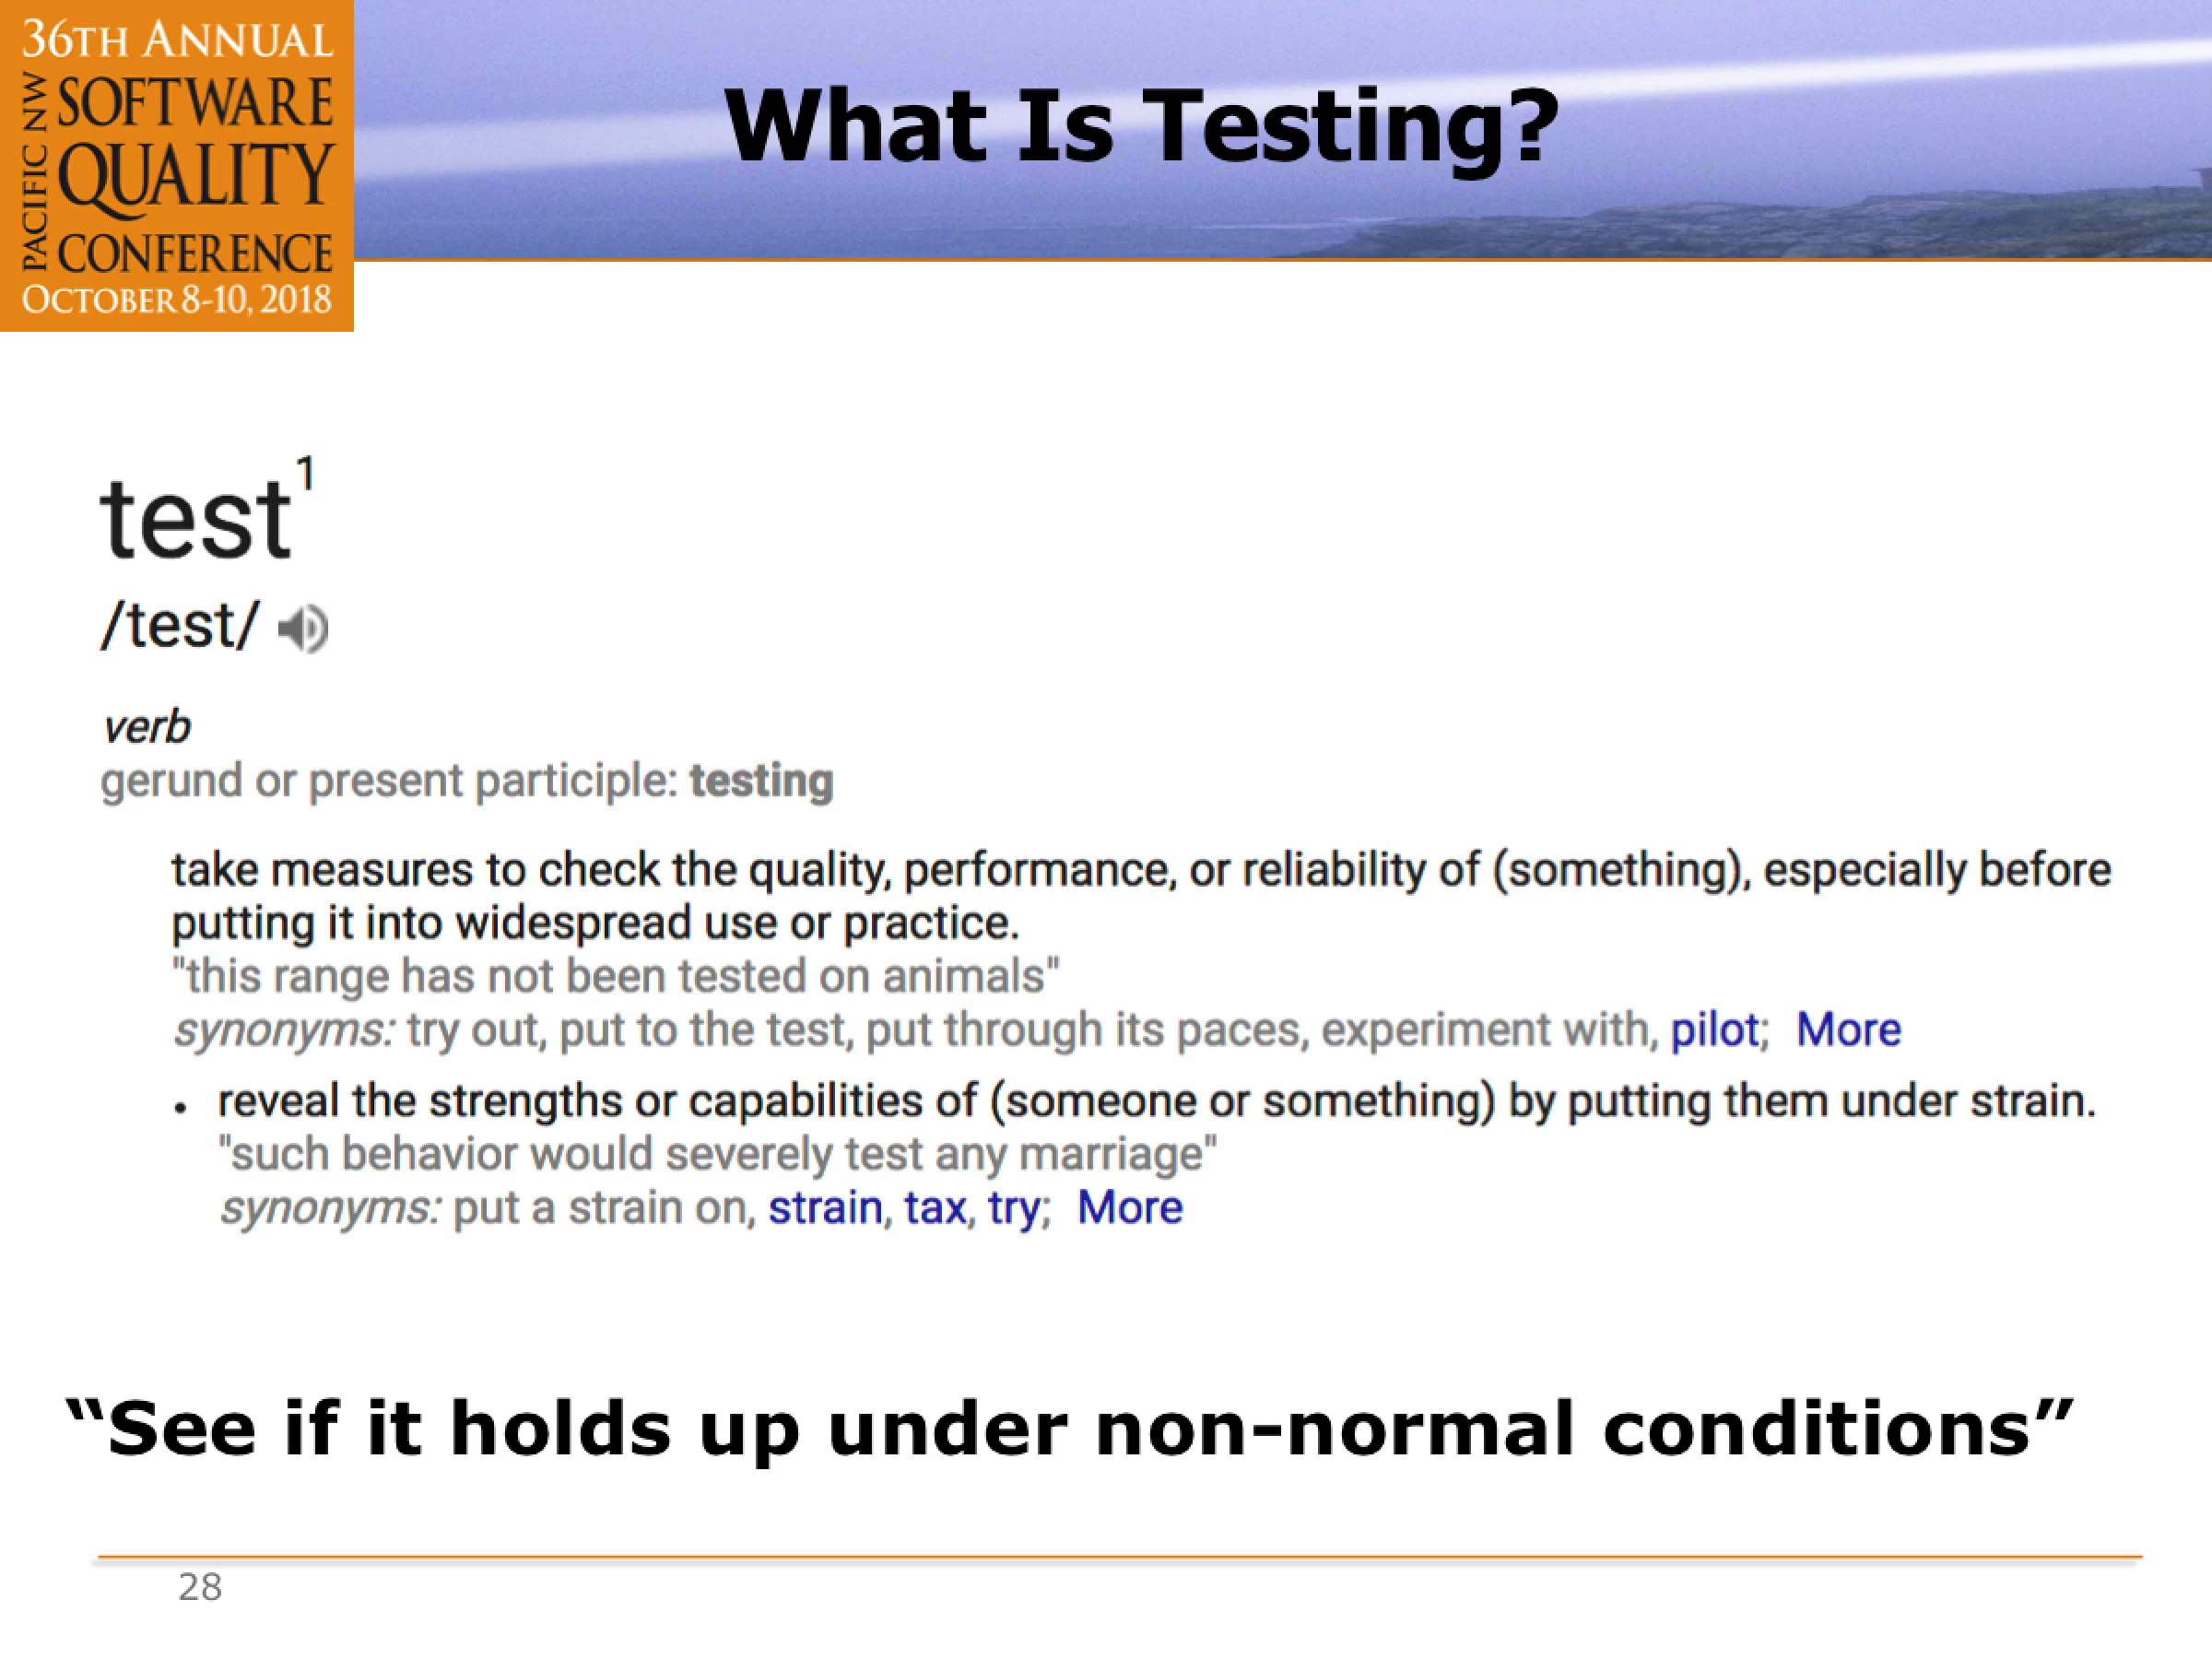 36TH ANNUAL
PACIFIC NW
SOFTWARE
QUALITY
CONFERENCE
OCTOBER 8-10, 2018
What Is Testing?
test¹
/test/
verb
gerund or present participle: testing
take measures to check the quality, performance, or reliability of (something), especially before
putting it into widespread use or practice.
"this range has not been tested on animals"
synonyms: try out, put to the test, put through its paces, experiment with, pilot; More
• reveal the strengths or capabilities of (someone or something) by putting them under strain.
"such behavior would severely test any marriage"
synonyms: put a strain on, strain, tax, try; More
“See if it holds up under non-normal conditions”
28